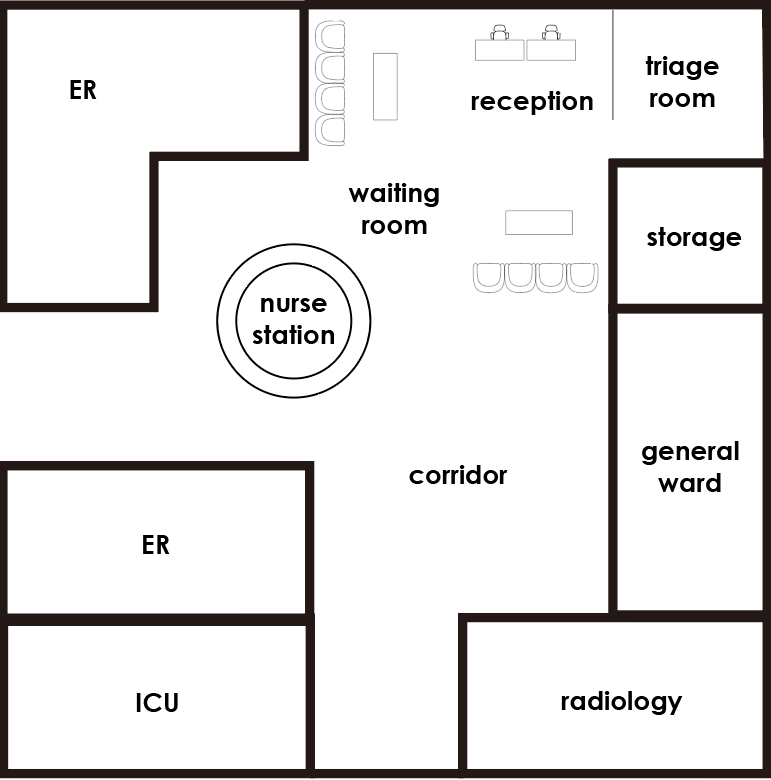 ER
reception
triage
room
waiting
room
storage
nurse
station
general
ward
corridor
ER
ICU
radiology